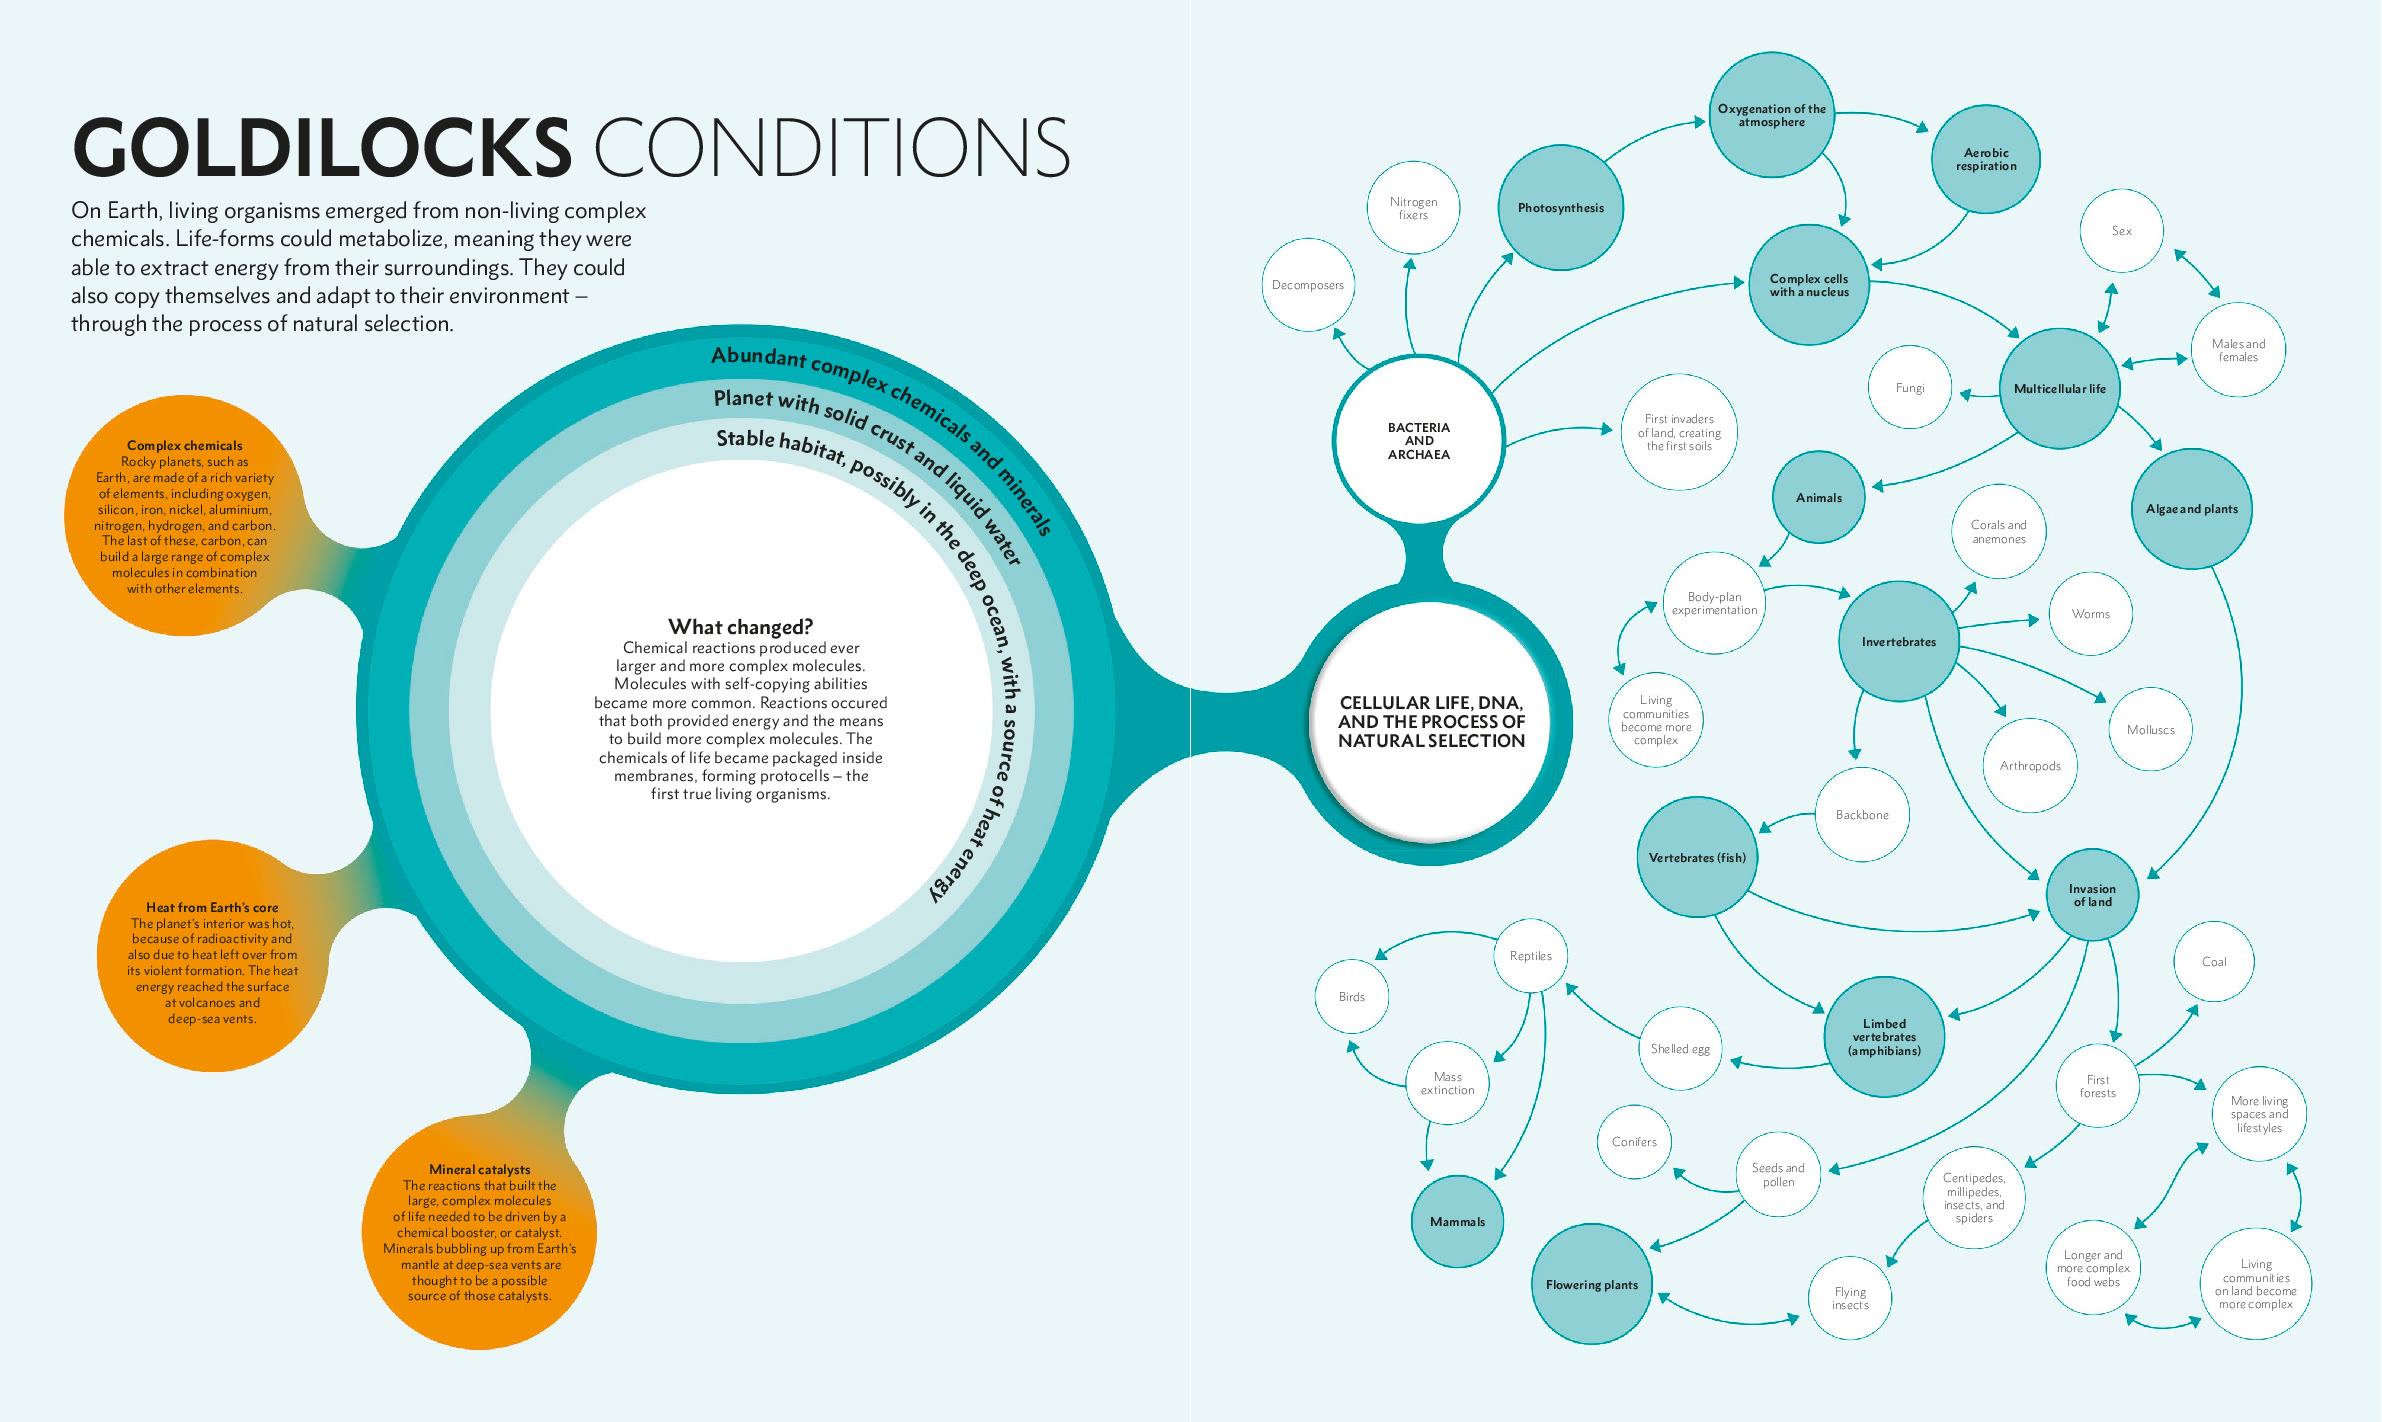 GOLDILOCKS CONDITIONS
On Earth, living organisms emerged from non-living complex
chemicals. Life-forms could metabolize, meaning they were
able to extract energy from their surroundings. They could
also copy themselves and adapt to their environment –
through the process of natural selection.
Complex chemicals
Rocky planets, such as
Earth, are made of a rich variety
of elements, including oxygen,
silicon, iron, nickel, aluminium,
nitrogen, hydrogen, and carbon.
The last of these, carbon, can
build a large range of complex
molecules in combination
with other elements.
Heat from Earth's core
The planet's interior was hot,
because of radioactivity and
also due to heat left over from
its violent formation. The heat
energy reached the surface
at volcanoes and
deep-sea vents.
Mineral catalysts
The reactions that built the
large, complex molecules
of life needed to be driven by a
chemical booster, or catalyst.
Minerals bubbling up from Earth's
mantle at deep-sea vents are
thought to be a possible
source of those catalysts.
Abundant complex chemicals and minerals
Planet with solid crust and liquid water
Stable habitat, possibly in the deep ocean, with a source of heat energy
What changed?
Chemical reactions produced ever
larger and more complex molecules.
Molecules with self-copying abilities
became more common. Reactions occured
that both provided energy and the means
to build more complex molecules. The
chemicals of life became packaged inside
membranes, forming protocells – the
first true living organisms.
CELLULAR LIFE, DNA,
AND THE PROCESS OF
NATURAL SELECTION
BACTERIA
AND
ARCHAEA
Decomposers
Nitrogen
fixers
Photosynthesis
Oxygenation of the
atmosphere
Aerobic
respiration
Complex cells
with a nucleus
First invaders
of land, creating
the first soils
Sex
Males and
females
Multicellular life
Fungi
Animals
Algae and plants
Body-plan
experimentation
Living
communities
become more
complex
Invertebrates
Corals and
anemones
Worms
Molluscs
Arthropods
Backbone
Vertebrates (fish)
Invasion
of land
Limbed
vertebrates
(amphibians)
Shelled egg
Reptiles
Birds
Mass
extinction
Mammals
Conifers
Seeds and
pollen
Flowering plants
Flying
insects
Centipedes,
millipedes,
insects, and
spiders
First
forests
Coal
More living
spaces and
lifestyles
Longer and
more complex
food webs
Living
communities
on land become
more complex